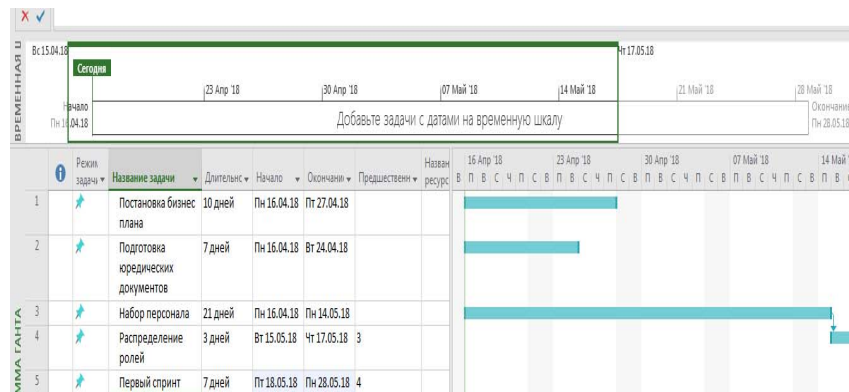 ВРЕМЕННАЯ Ш
Вс 15.04.18
Чт 17.05.18
Сегодня
23 Апр '18 30 Апр '18 07 Май '18 14 Май '18 21 Май '18 28 Май '18
Начало
Пн 16.04.18
Добавьте задачи с датами на временную шкалу
Окончание
Пн 28.05.18
Режим задачи Название задачи Длительнс Начало Окончани Предшественн Назван ресурс
16 Апр '18 23 Апр '18 30 Апр '18 07 Май '18 14 Май '
В П В С Ч П С В П В С Ч П С В П В С Ч П С В П В С Ч П С В П В
1 Постановка бизнес плана 10 дней Пн 16.04.18 Пт 27.04.18
2 Подготовка юредических документов 7 дней Пн 16.04.18 Вт 24.04.18
3 Набор персонала 21 дней Пн 16.04.18 Пн 14.05.18
4 Распределение ролей 3 дней Вт 15.05.18 Чт 17.05.18 3
5 Первый спринт 7 дней Пт 18.05.18 Пн 28.05.18 4
ММА ГАНТА